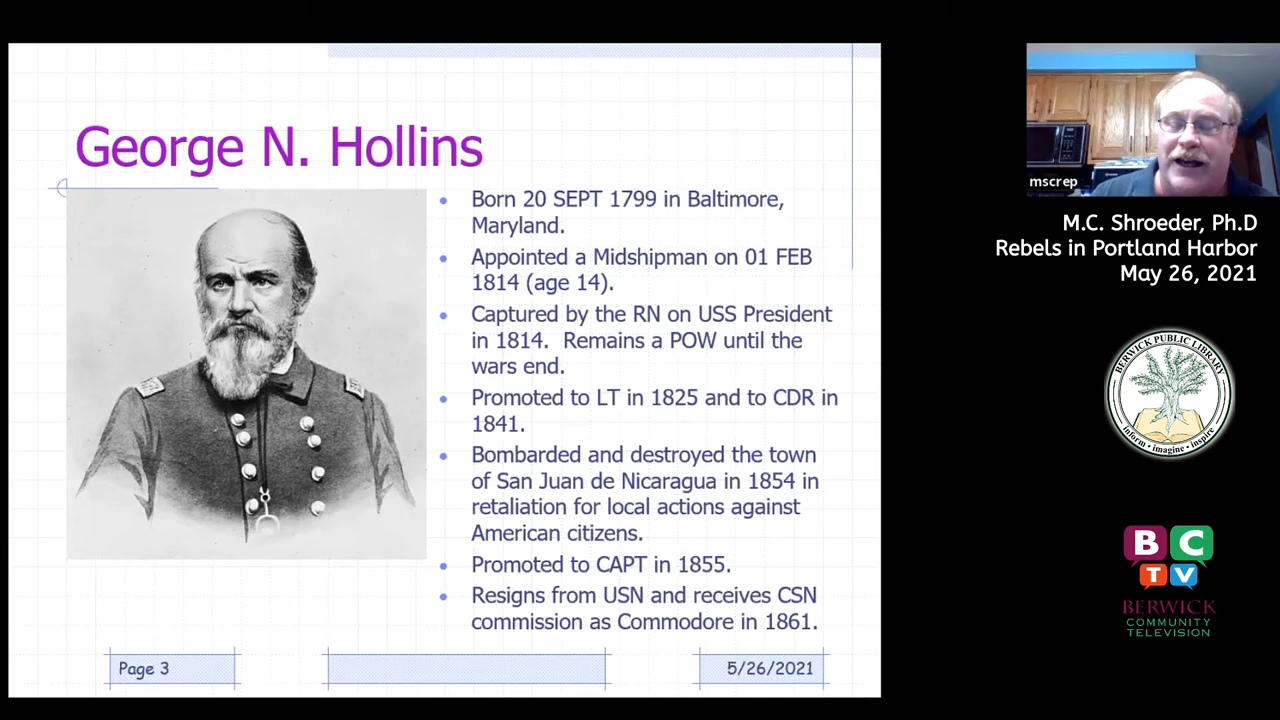 George N. Hollins
Born 20 SEPT 1799 in Baltimore,
Maryland.
Appointed a Midshipman on 01 FEB
1814 (age 14).
Captured by the RN on USS President
in 1814.  Remains a POW until the
wars end.
Promoted to LT in 1825 and to CDR in
1841.
Bombarded and destroyed the town
of San Juan de Nicaragua in 1854 in
retaliation for local actions against
American citizens.
Promoted to CAPT in 1855.
Resigns from USN and receives CSN
commission as Commodore in 1861.
Page 3
5/26/2021
mscrep
M.C. Shroeder, Ph.D
Rebels in Portland Harbor
May 26, 2021
BERWICK PUBLIC LIBRARY
inform • imagine • inspire
BC
TV
BERWICK
COMMUNITY
TELEVISION